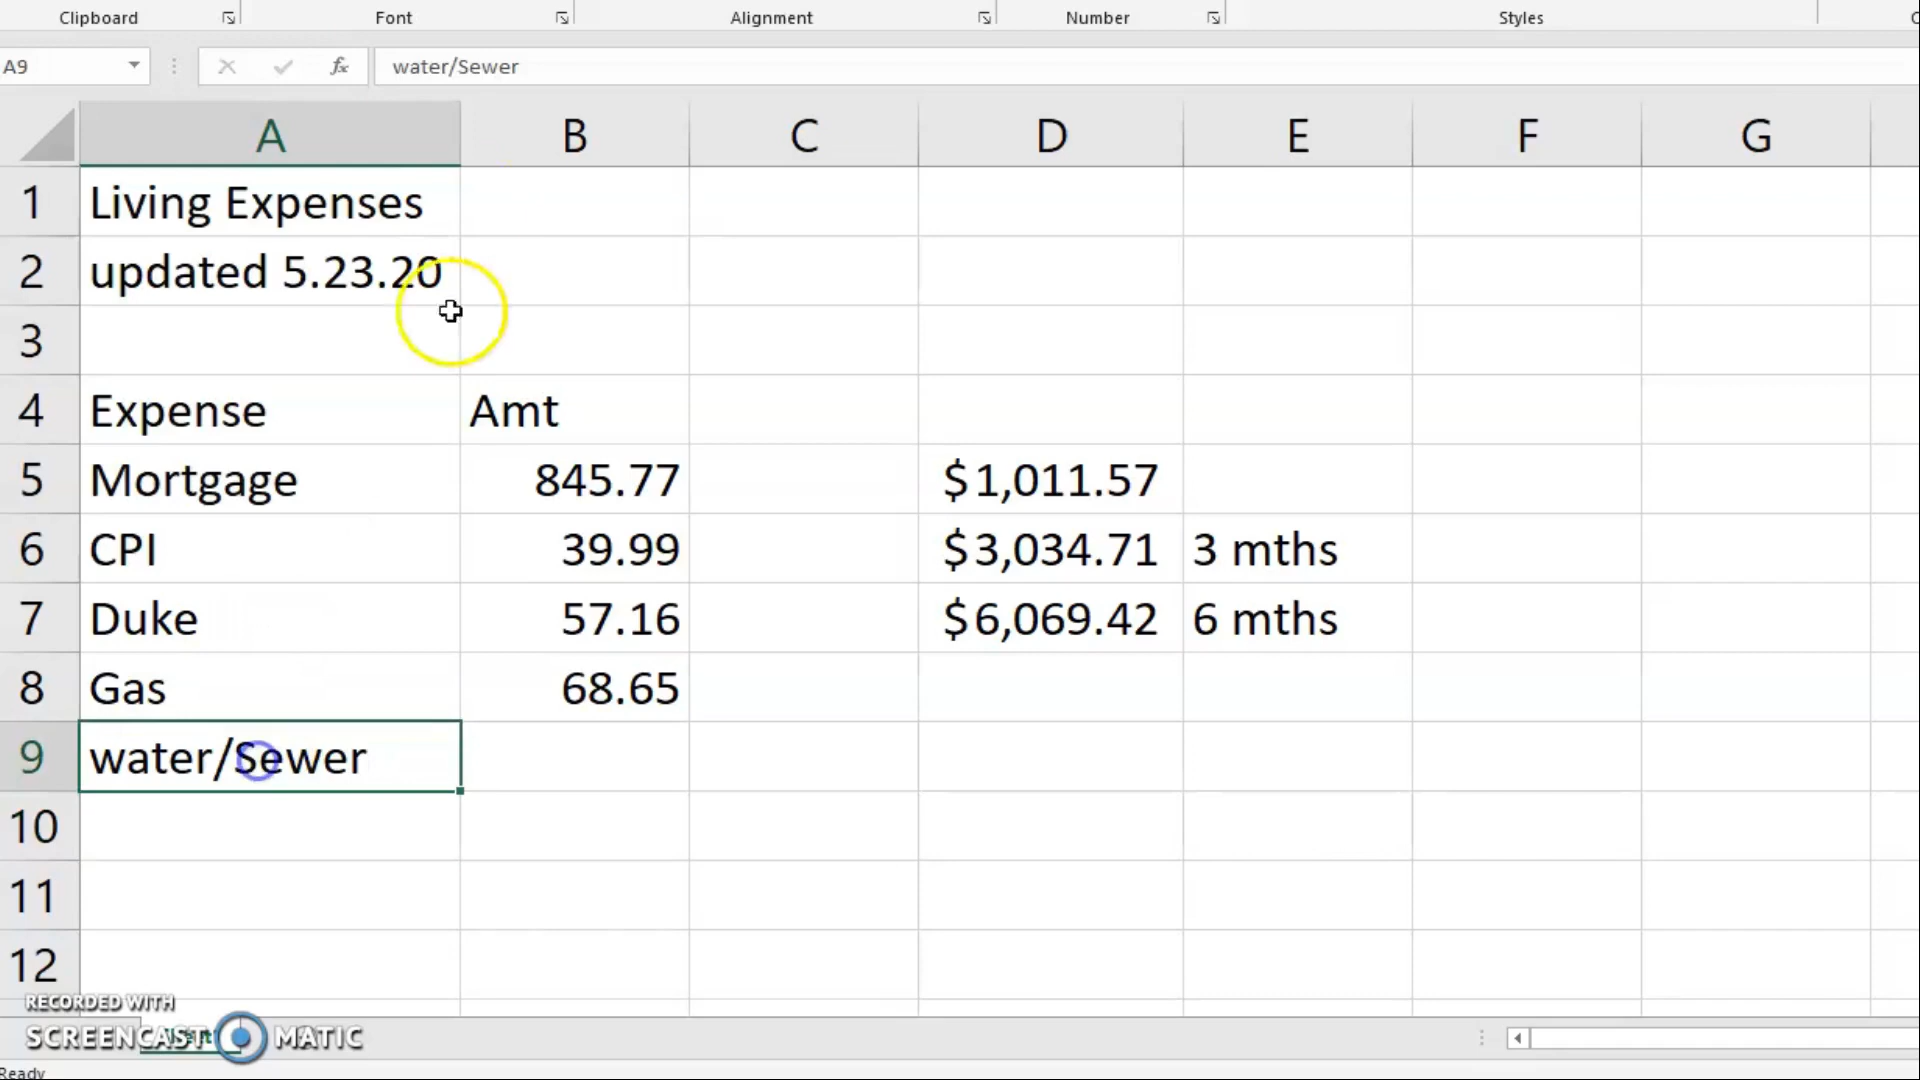 Clipboard Font Alignment Number Styles
A9 fx water/Sewer
A B C D E F G
1 Living Expenses
2 updated 5.23.20
3
4 Expense Amt
5 Mortgage 845.77 $1,011.57
6 CPI 39.99 $3,034.71 3 mths
7 Duke 57.16 $6,069.42 6 mths
8 Gas 68.65
9 water/Sewer
10
11
12
RECORDED WITH
SCREENCAST MATIC
Ready